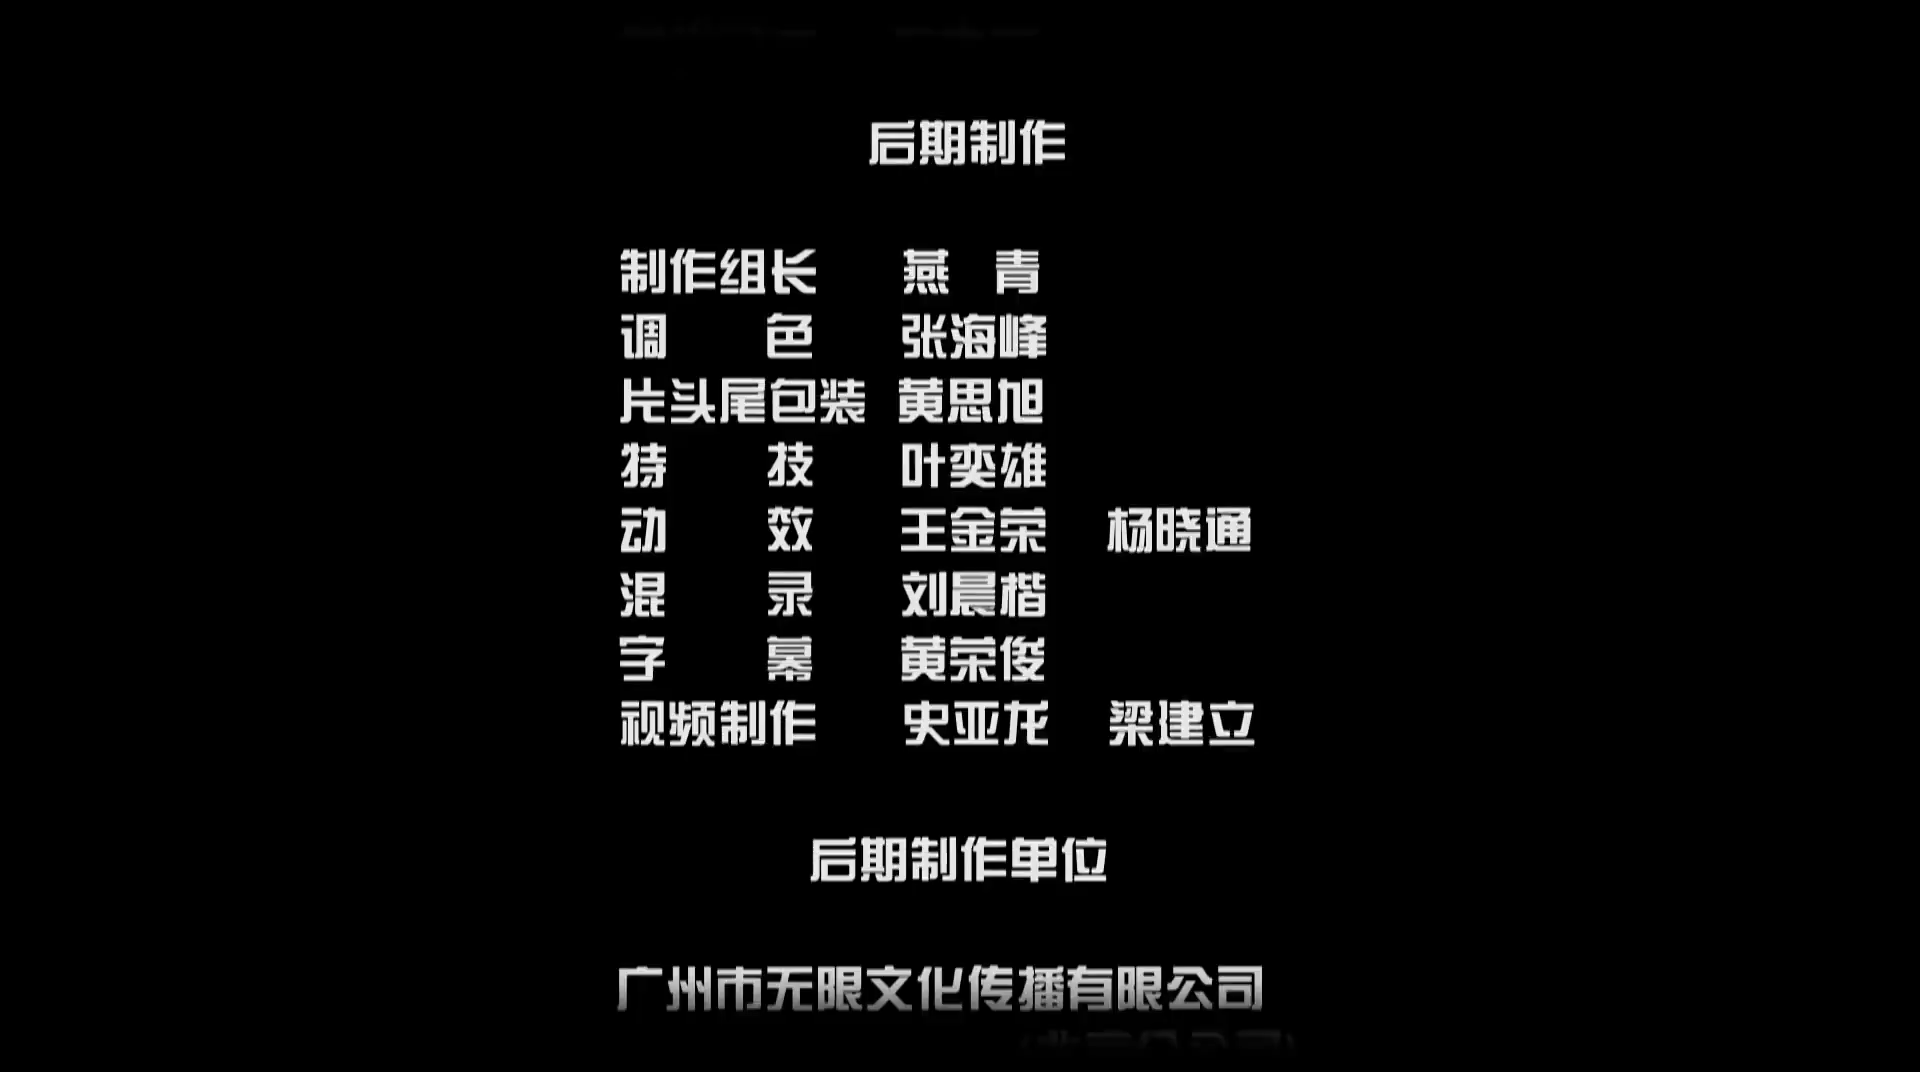 后期制作
制作组长 燕 青
调 色 张海峰
片头尾包装 黄思旭
特 技 叶奕雄
动 效 王金荣 杨晓通
混 录 刘晨楷
字 幕 黄荣俊
视频制作 史亚龙 梁建立
后期制作单位
广州市无限文化传播有限公司